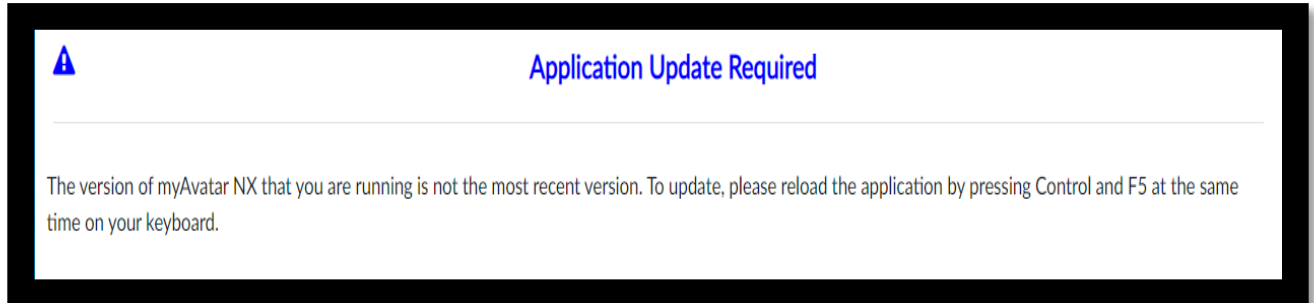 Application Update Required
The version of myAvatar NX that you are running is not the most recent version. To update, please reload the application by pressing Control and F5 at the same
time on your keyboard.